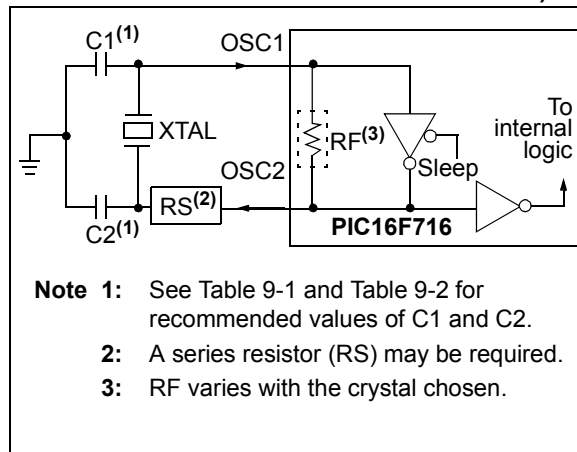 C1(1)
OSC1
XTAL
RF(3)
To
internal
logic
OSC2
Sleep
C2(1)
RS(2)
PIC16F716
Note 1: See Table 9-1 and Table 9-2 for
recommended values of C1 and C2.
2: A series resistor (RS) may be required.
3: RF varies with the crystal chosen.